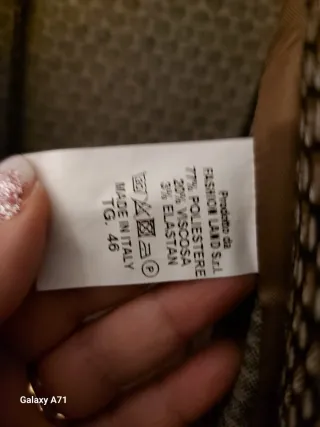 Prodotto da
FASHION LAND S.r.l.
77% POLIESTERE
20% VISCOSA
3% ELASTAN
P
MADE IN ITALY
TG. 46
Galaxy A71